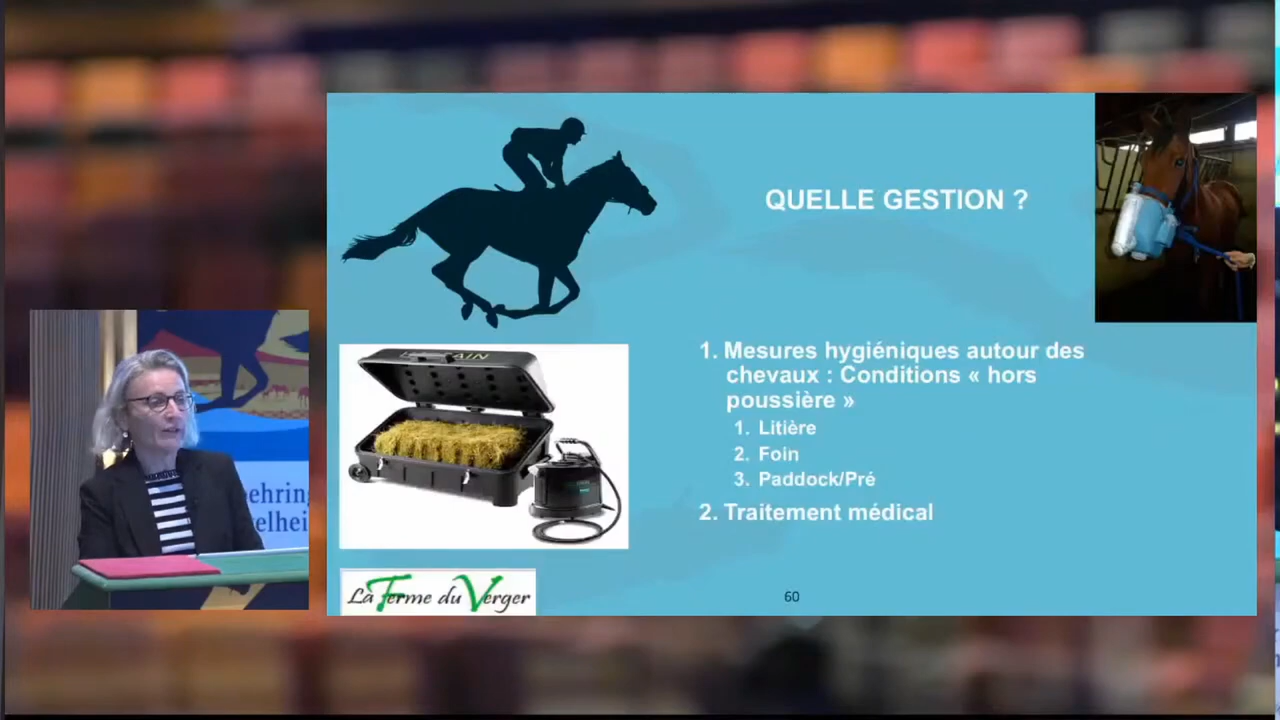 QUELLE GESTION ?
1. Mesures hygiéniques autour des
chevaux : Conditions « hors
poussière »
1. Litière
2. Foin
3. Paddock/Pré
2. Traitement médical
La Ferme du Verger
60